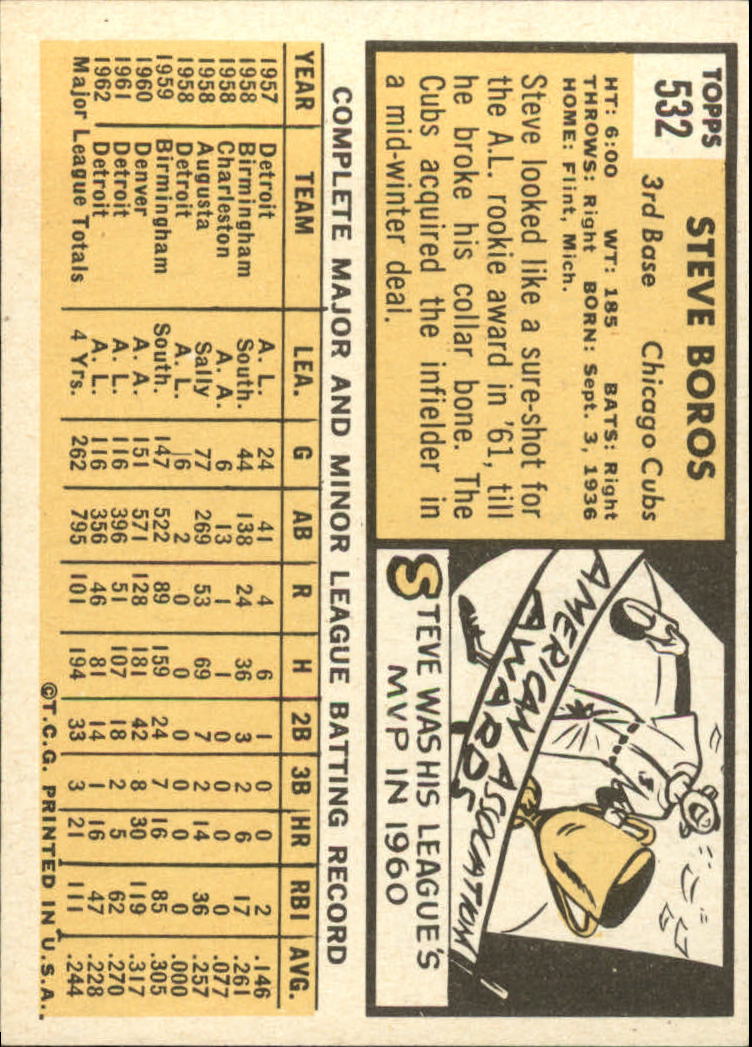 TOPPS
532
STEVE BOROS
3rd Base Chicago Cubs
HT: 6:00 WT: 185 BATS: Right
THROWS: Right BORN: Sept. 3, 1936
HOME: Flint, Mich.
Steve looked like a sure-shot for
the A.L. rookie award in '61, till
he broke his collar bone. The
Cubs acquired the infielder in
a mid-winter deal.
AMERICAN ASSOCIATION
AWARDS
STEVE WAS HIS LEAGUE'S
MVP IN 1960
COMPLETE MAJOR AND MINOR LEAGUE BATTING RECORD
YEAR TEAM LEA. G AB R H 2B 3B HR RBI AVG.
1957 Detroit A. L. 24 41 4 6 1 0 0 2 .146
1958 Birmingham South. 44 138 24 36 3 2 6 17 .261
1958 Charleston A. A. 6 13 1 1 0 0 0 0 .077
1958 Augusta Sally 77 269 53 69 7 2 14 36 .257
1958 Detroit A. L. 6 2 0 0 0 0 0 0 .000
1959 Birmingham South. 147 522 89 159 24 7 16 85 .305
1960 Denver A. A. 151 571 128 181 42 8 30 119 .317
1961 Detroit A. L. 116 396 51 107 18 2 5 62 .270
1962 Detroit A. L. 116 356 46 81 14 1 16 47 .228
Major League Totals 4 Yrs. 262 795 101 194 33 3 21 111 .244
©T.C.G. PRINTED IN U.S.A.